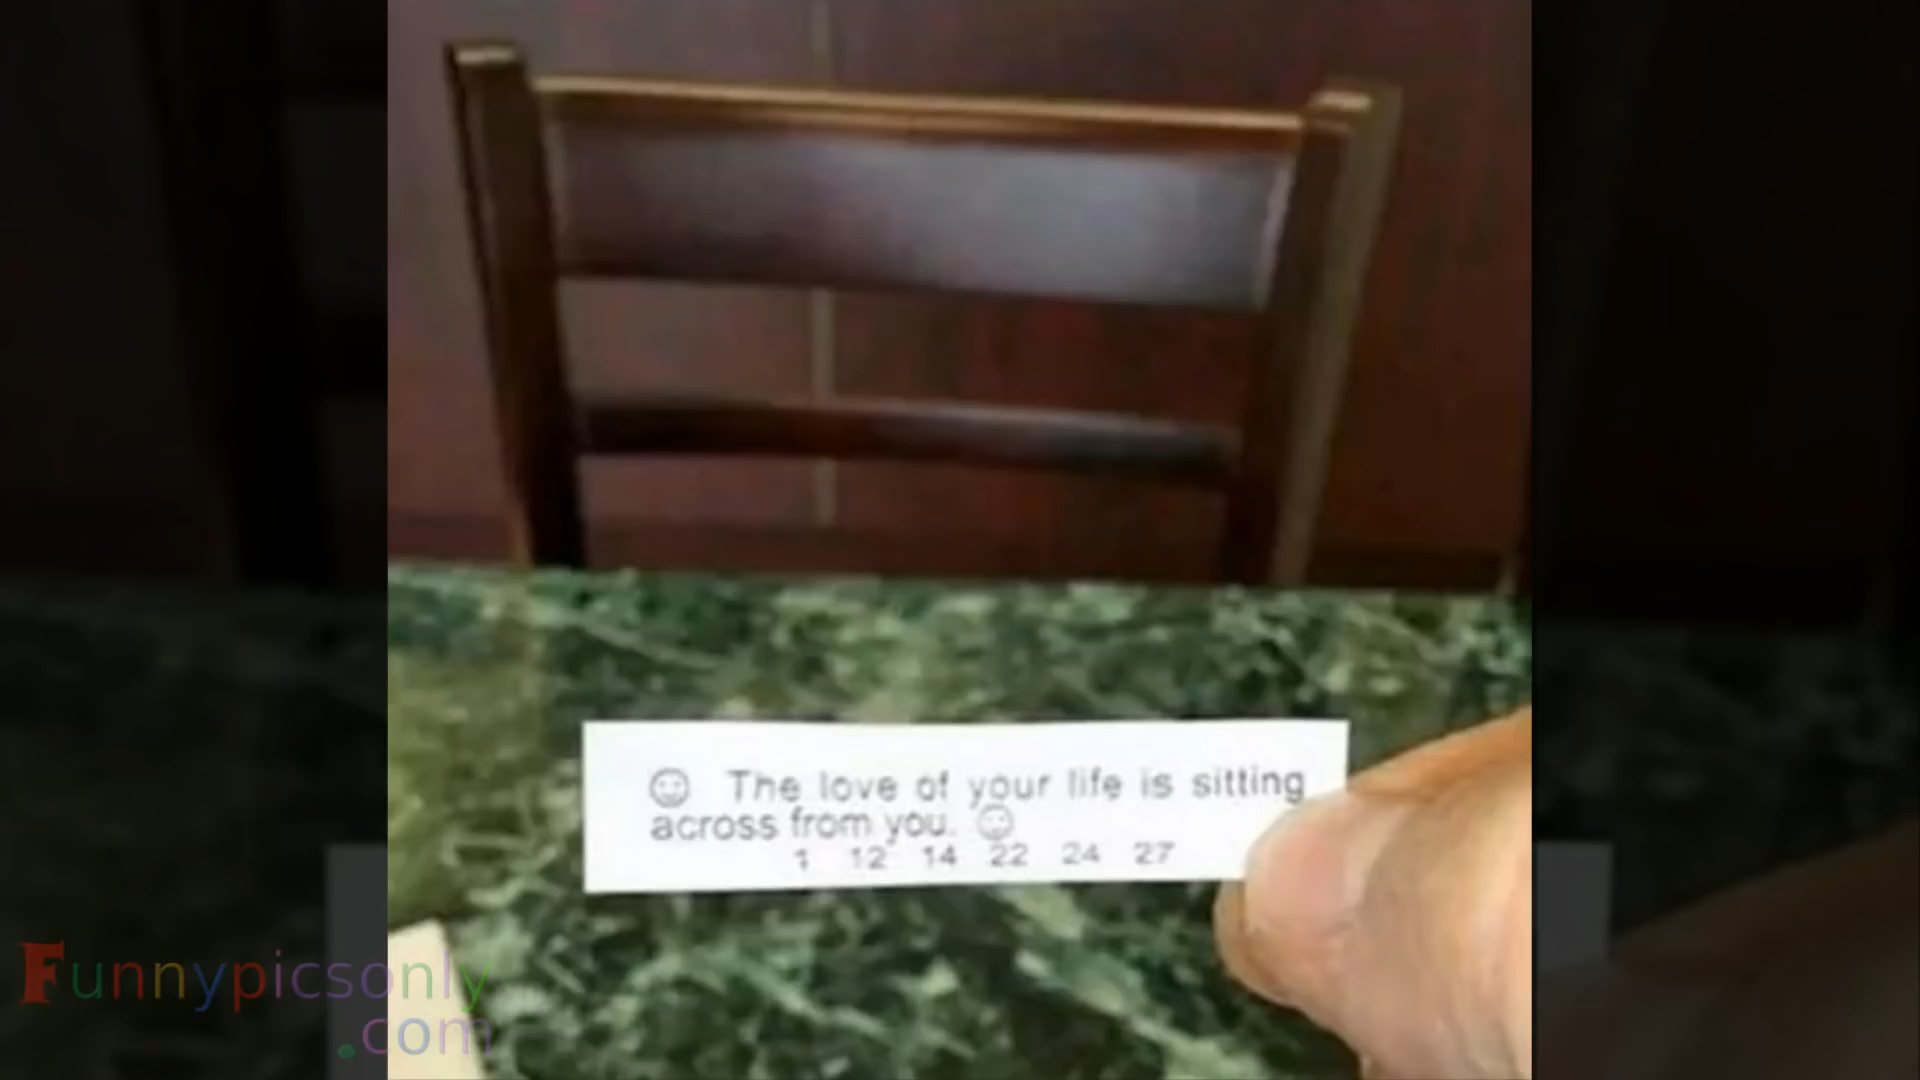 ☺ The love of your life is sitting
across from you. ☺
1 12 14 22 24 27
Funnypicsonly
.com